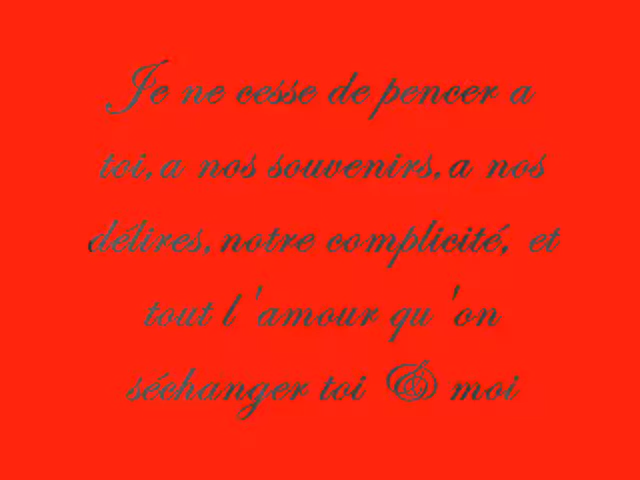 Je ne cesse de pencer a
toi, a nos souvenirs, a nos
délires, notre complicité, et
tout l'amour qu'on
séchanger toi & moi